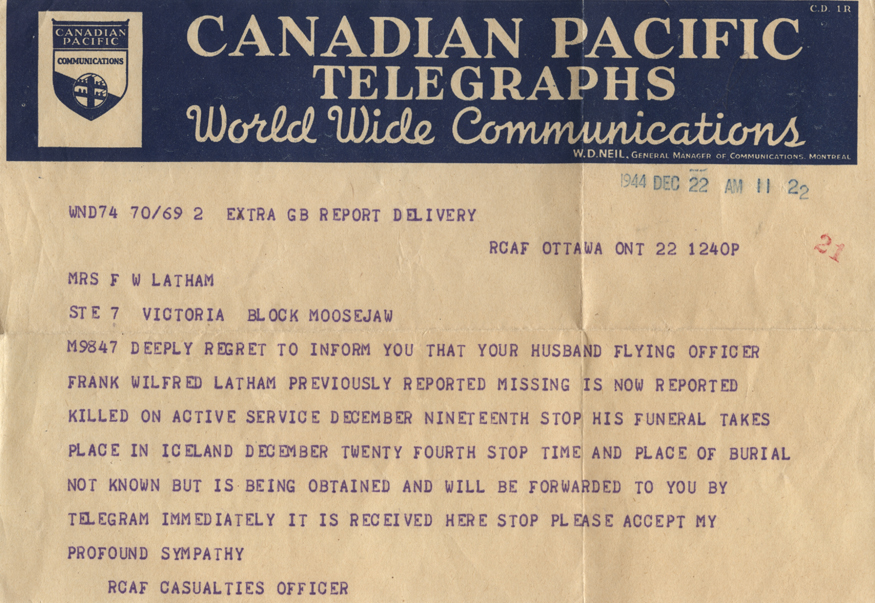 C.D. 1R
CANADIAN
PACIFIC
COMMUNICATIONS
CANADIAN PACIFIC
TELEGRAPHS
World Wide Communications
W.D. NEIL, GENERAL MANAGER OF COMMUNICATIONS, MONTREAL
1944 DEC 22 AM 11 22
WND74 70/69 2 EXTRA GB REPORT DELIVERY
RCAF OTTAWA ONT 22 1240P
21
MRS F W LATHAM
STE 7 VICTORIA BLOCK MOOSEJAW
M9847 DEEPLY REGRET TO INFORM YOU THAT YOUR HUSBAND FLYING OFFICER
FRANK WILFRED LATHAM PREVIOUSLY REPORTED MISSING IS NOW REPORTED
KILLED ON ACTIVE SERVICE DECEMBER NINETEENTH STOP HIS FUNERAL TAKES
PLACE IN ICELAND DECEMBER TWENTY FOURTH STOP TIME AND PLACE OF BURIAL
NOT KNOWN BUT IS BEING OBTAINED AND WILL BE FORWARDED TO YOU BY
TELEGRAM IMMEDIATELY IT IS RECEIVED HERE STOP PLEASE ACCEPT MY
PROFOUND SYMPATHY
RCAF CASUALTIES OFFICER